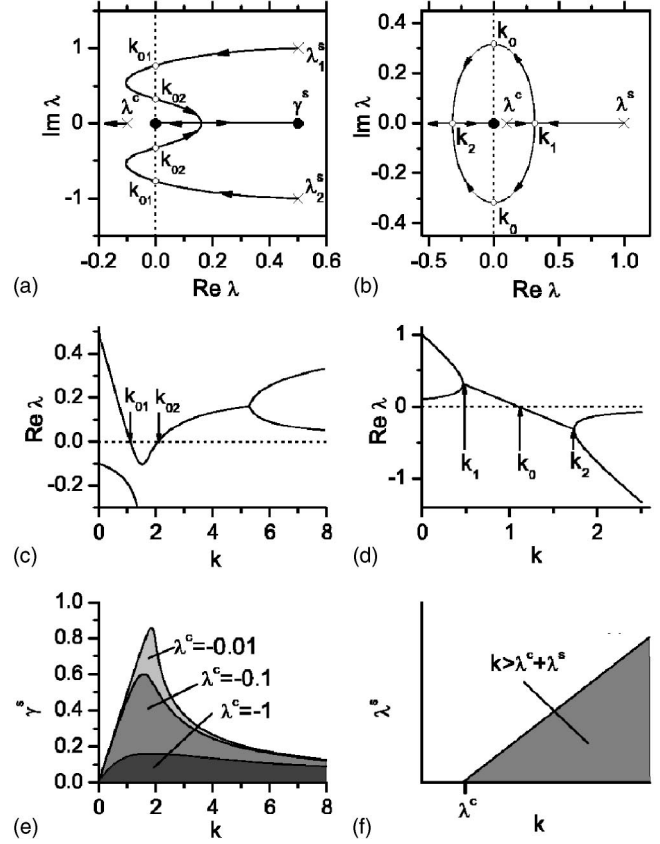 1
k₀₁
λ₁ˢ
k₀₂
λᶜ
γˢ
0
Im λ
k₀₂
k₀₁
λ₂ˢ
-1
-0.2 0.0 0.2 0.4 0.6
(a) Re λ
0.4
k₀
0.2
λᶜ
λˢ
0.0
Im λ
k₂
k₁
-0.2
k₀
-0.4
-0.5 0.0 0.5 1.0
(b) Re λ
0.4
k₀₁ k₀₂
0.2
Re λ
0.0
-0.2
0 2 4 6 8
(c) k
1
Re λ
0
k₁ k₀ k₂
-1
0 1 2
(d) k
1.0
0.8
λᶜ=-0.01
0.6
γˢ
λᶜ=-0.1
0.4
λᶜ=-1
0.2
0.0
0 2 4 6 8
(e) k
k>λᶜ+λˢ
λˢ
λᶜ
(f) k